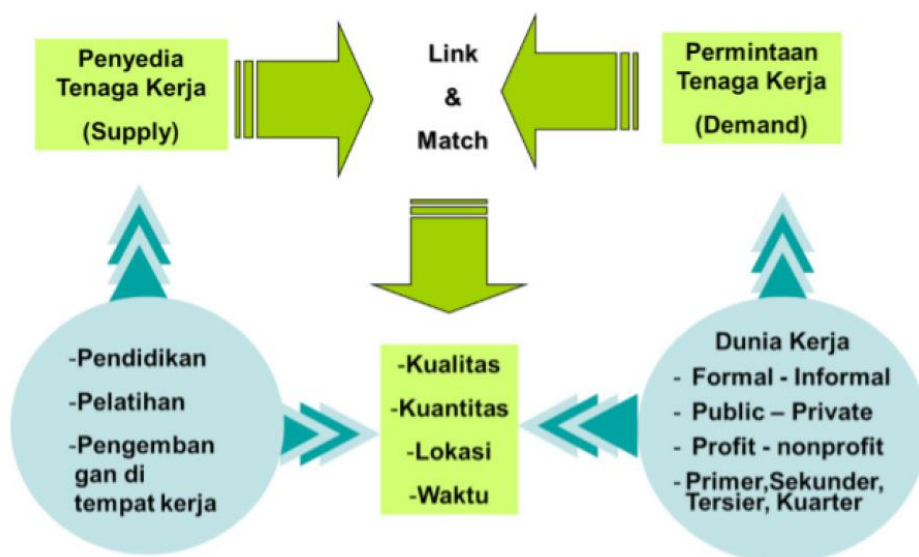 Penyedia
Tenaga Kerja
(Supply)
Link
&
Match
Permintaan
Tenaga Kerja
(Demand)
-Pendidikan
-Pelatihan
-Pengemban
gan di
tempat kerja
-Kualitas
-Kuantitas
-Lokasi
-Waktu
Dunia Kerja
- Formal - Informal
- Public – Private
- Profit - nonprofit
-Primer,Sekunder,
Tersier, Kuarter